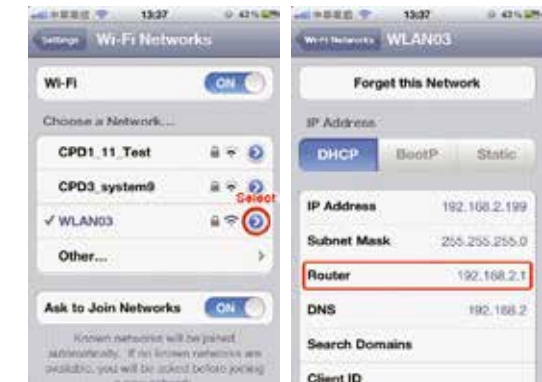 13:37
42%
Settings
Wi-Fi Networks
Wi-Fi ON
Choose a Network...
CPD1_11_Test
CPD3_system9
Select
✓ WLAN03
Other...
Ask to Join Networks ON
Known networks will be joined
automatically. If no known networks are
available, you will be asked before joining
13:37
42%
Wi-Fi Networks
WLAN03
Forget this Network
IP Address
DHCP BootP Static
IP Address 192.168.2.199
Subnet Mask 255.255.255.0
Router 192.168.2.1
DNS 192.168.2
Search Domains
Client ID